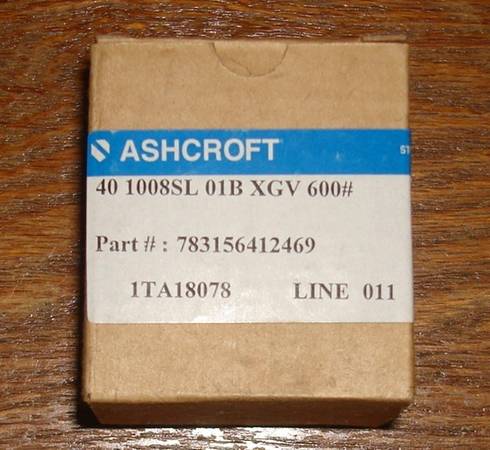 ASHCROFT
40 1008SL 01B XGV 600#
Part # : 783156412469
1TA18078 LINE 011